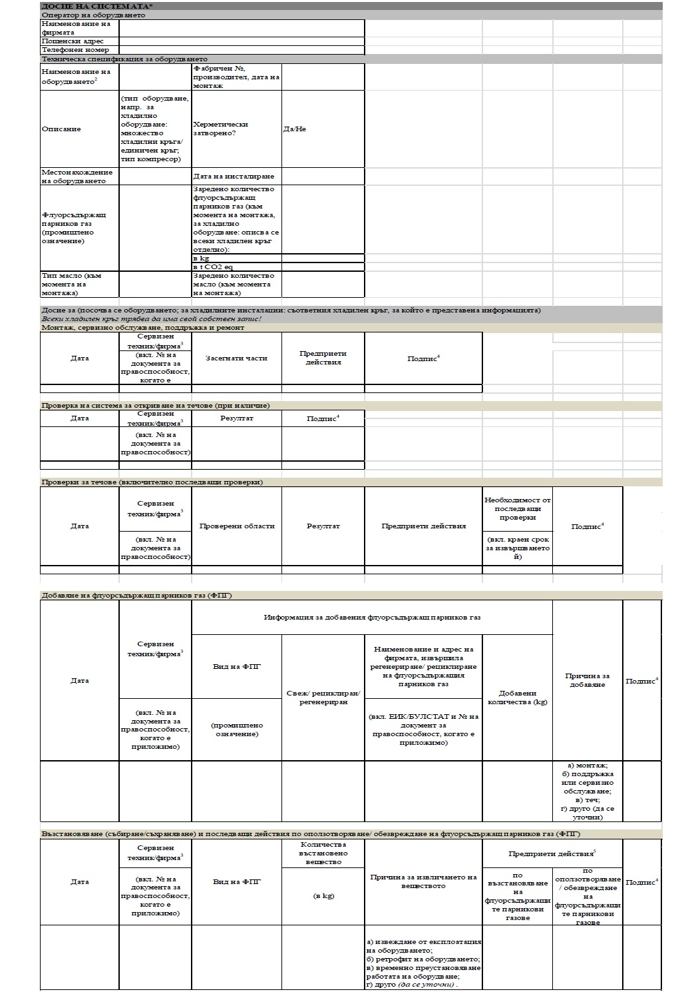 ДОСИЕ НА СИСТЕМАТА*
Оператор на оборудването
Наименование на
фирмата
Пощенски адрес
Телефонен номер
Техническа спецификация за оборудването
Наименование на
оборудването2
Фабричен №,
производител, дата на
монтаж
Описание
(тип оборудване,
напр. за
хладилно
оборудване:
множество
хладилни кръга/
единичен кръг;
тип компресор)
Херметически
затворено?
Да/Не
Местонахождение
на оборудването
Дата на инсталиране
Флуорсъдържащ
парников газ
(промишлено
означение)
Заредено количество
флуорсъдържащ
парников газ (към
момента на монтажа,
за хладилно
оборудване: описва се
всеки хладилен кръг
отделно):
в kg
в t CO2 eq
Тип масло (към
момента на
монтажа)
Заредено количество
масло (към момента
на монтажа)
Досие за (посочва се оборудването; за хладилните инсталации: съответния хладилен кръг, за който е представена информацията)
Всеки хладилен кръг трябва да има свой собствен запис!
Монтаж, сервизно обслужване, поддръжка и ремонт
Дата
Сервизен
техник/фирма3
(вкл. № на
документа за
правоспособност,
когато е
Засегнати части
Предприети
действия
Подпис4
Проверка на система за откриване на течове (при наличие)
Дата
Сервизен
техник/фирма3
Резултат
Подпис4
(вкл. № на
документа за
правоспособност)
Проверки за течове (включително последващи проверки)
Дата
Сервизен
техник/фирма3
(вкл. № на
документа за
правоспособност)
Проверени области
Резултат
Предприети действия
Необходимост от
последващи
проверки
(вкл. краен срок
за извършването
й)
Подпис4
Добавяне на флуорсъдържащ парников газ (ФПГ)
Дата
Сервизен
техник/фирма3
(вкл. № на
документа за
правоспособност,
когато е
приложимо)
Информация за добавения флуорсъдържащ парников газ
Вид на ФПГ
(промишлено
означение)
Свеж/ рециклиран/
регенериран
Наименование и адрес на
фирмата, извършила
регенериране/ рециклиране
на флуорсъдържащия
парников газ
(вкл. ЕИК/БУЛСТАТ и № на
документ за
правоспособност, когато е
приложимо)
Добавени
количества (kg)
Причина за
добавяне
Подпис4
а) монтаж;
б) поддръжка
или сервизно
обслужване;
в) теч;
г) друго (да се
уточни)
Възстановяване (събиране/съхраняване) и последващи действия по оползотворяване/ обезвреждане на флуорсъдържащ парников газ (ФПГ)
Дата
Сервизен
техник/фирма3
(вкл. № на
документа за
правоспособност,
когато е
приложимо)
Вид на ФПГ
Количества
въстановено
вещество
(в kg)
Причина за извличането на
веществото
Предприети действия5
по
възстановяване
на
флуорсъдържащи
те парникови
газове
по
оползотворяване
/ обезвреждане
на
флуорсъдържащи
те парникови
газове
Подпис4
а) извеждане от експлоатация
на оборудването;
б) ретрофит на оборудването;
в) временно преустановяване
работата на оборудване;
г) друго (да се уточни) .